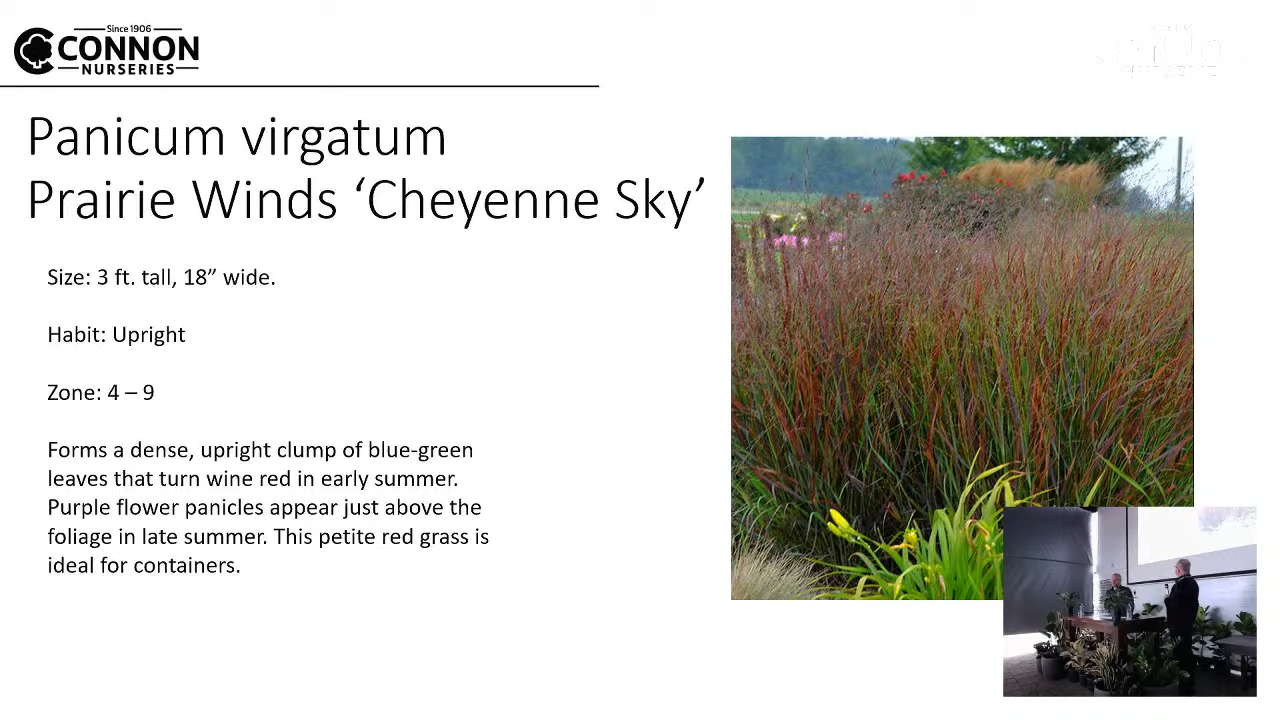 Since 1906
CONNON
NURSERIES
Panicum virgatum
Prairie Winds ‘Cheyenne Sky’
Size: 3 ft. tall, 18” wide.
Habit: Upright
Zone: 4 – 9
Forms a dense, upright clump of blue-green
leaves that turn wine red in early summer.
Purple flower panicles appear just above the
foliage in late summer. This petite red grass is
ideal for containers.